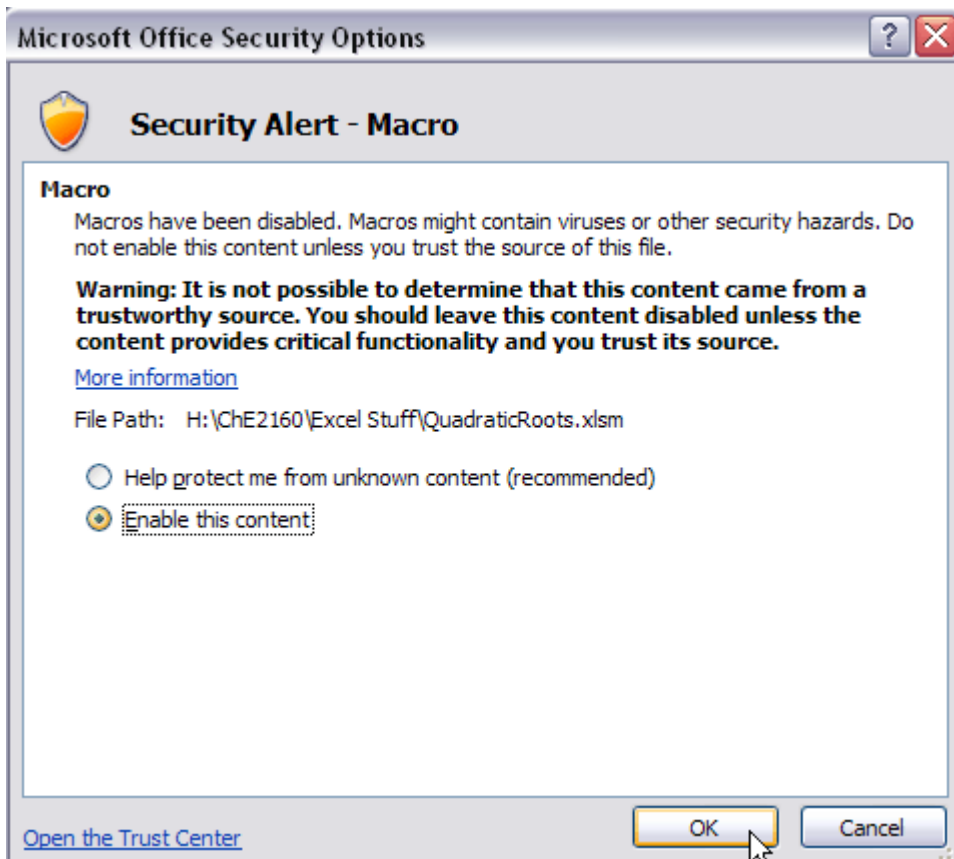 Microsoft Office Security Options
?
Security Alert - Macro
Macro
Macros have been disabled. Macros might contain viruses or other security hazards. Do
not enable this content unless you trust the source of this file.
Warning: It is not possible to determine that this content came from a
trustworthy source. You should leave this content disabled unless the
content provides critical functionality and you trust its source.
More information
File Path: H:\ChE2160\Excel Stuff\QuadraticRoots.xlsm
Help protect me from unknown content (recommended)
Enable this content
Open the Trust Center
OK
Cancel